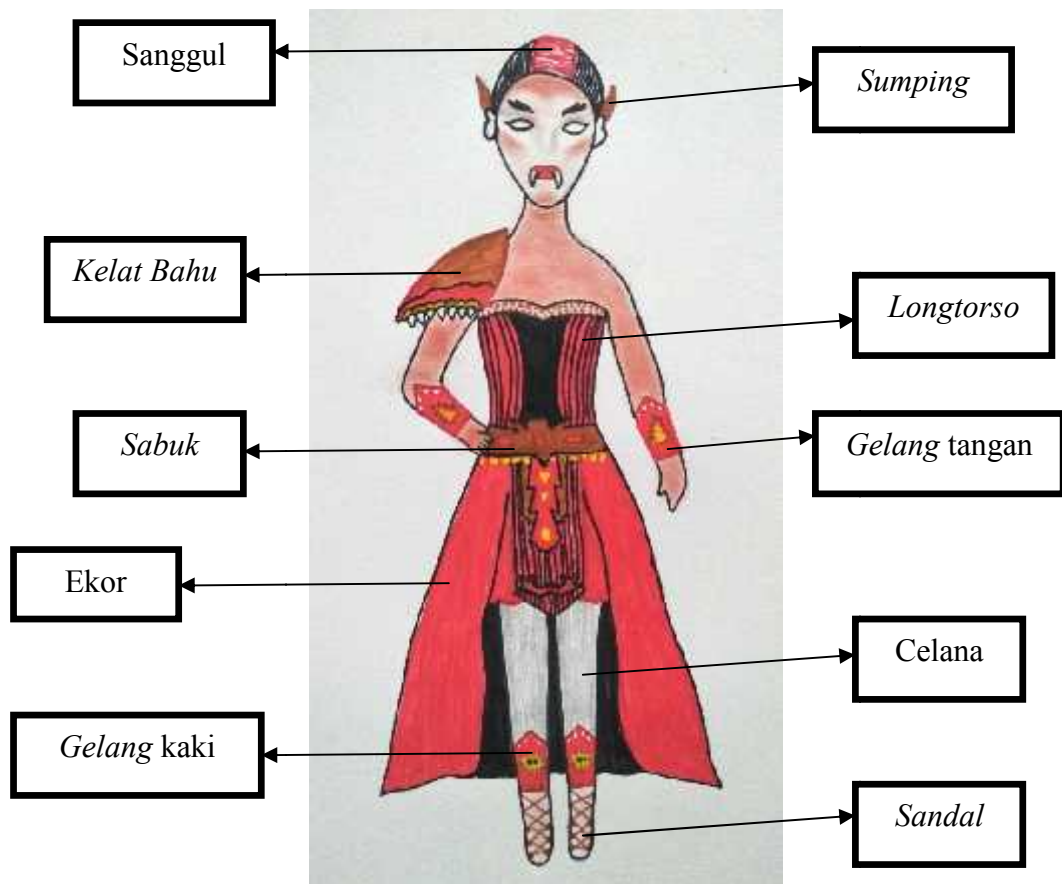 Sanggul
Sumping
Kelat Bahu
Longtorso
Sabuk
Gelang tangan
Ekor
Celana
Gelang kaki
Sandal